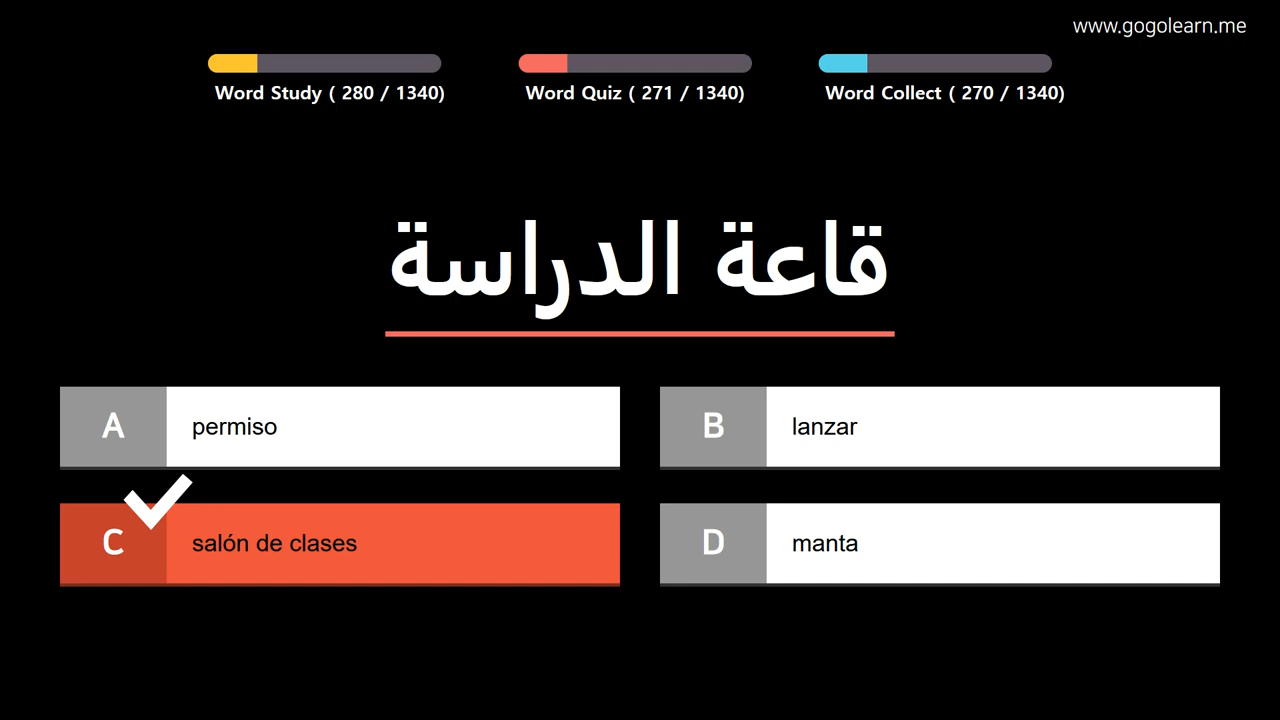 www.gogolearn.me
Word Study ( 280 / 1340)
Word Quiz ( 271 / 1340)
Word Collect ( 270 / 1340)
قاعة الدراسة
A
permiso
B
lanzar
C
salón de clases
D
manta